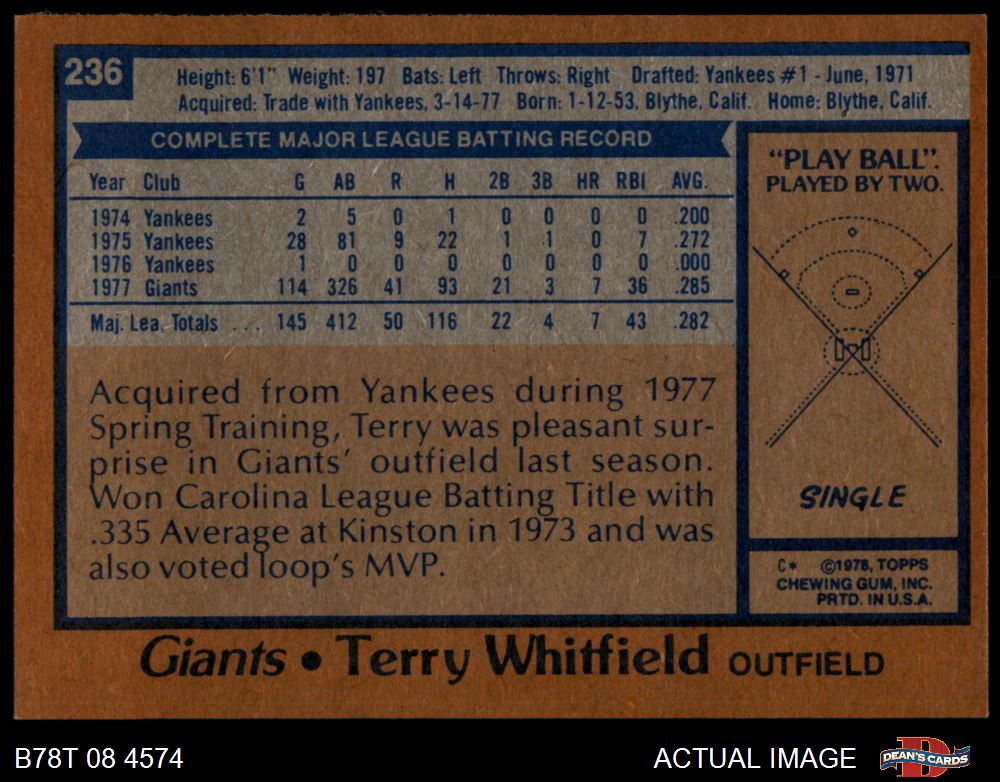 236
Height: 6'1" Weight: 197 Bats: Left Throws: Right Drafted: Yankees #1 - June, 1971
Acquired: Trade with Yankees, 3-14-77 Born: 1-12-53, Blythe, Calif. Home: Blythe, Calif.
COMPLETE MAJOR LEAGUE BATTING RECORD
Year Club G AB R H 2B 3B HR RBI AVG.
1974 Yankees 2 5 0 1 0 0 0 0 .200
1975 Yankees 28 81 9 22 1 1 0 7 .272
1976 Yankees 1 0 0 0 0 0 0 0 .000
1977 Giants 114 326 41 93 21 3 7 36 .285
Maj. Lea. Totals ... 145 412 50 116 22 4 7 43 .282
Acquired from Yankees during 1977
Spring Training, Terry was pleasant sur-
prise in Giants' outfield last season.
Won Carolina League Batting Title with
.335 Average at Kinston in 1973 and was
also voted loop's MVP.
"PLAY BALL".
PLAYED BY TWO.
SINGLE
C* ©1978, TOPPS
CHEWING GUM, INC.
PRTD. IN U.S.A.
Giants • Terry Whitfield OUTFIELD
B78T 08 4574
ACTUAL IMAGE
D
DEAN'S CARDS